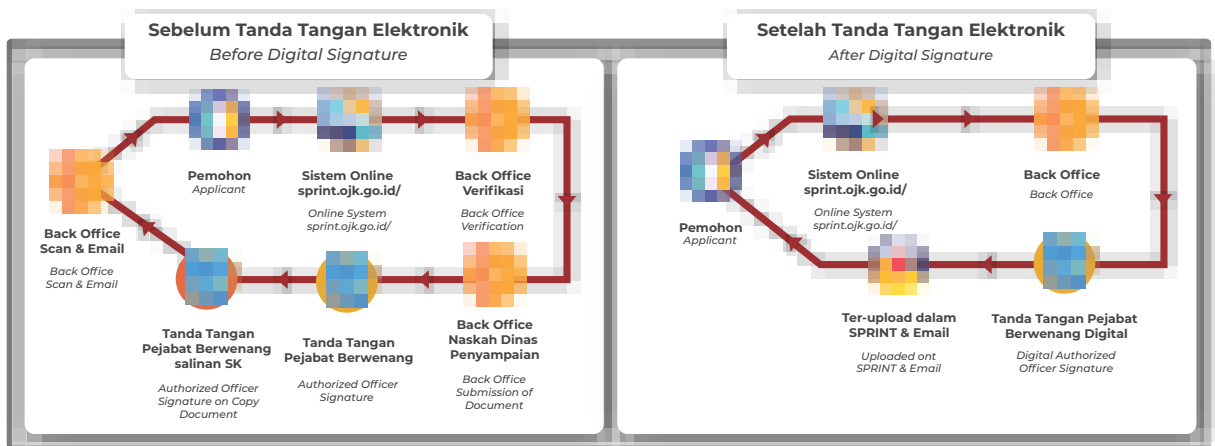 Sebelum Tanda Tangan Elektronik
Before Digital Signature
Pemohon
Applicant
Sistem Online
sprint.ojk.go.id/
Online System
sprint.ojk.go.id/
Back Office
Verifikasi
Back Office
Verification
Back Office
Scan & Email
Back Office
Scan & Email
Tanda Tangan
Pejabat Berwenang
salinan SK
Authorized Officer
Signature on Copy
Document
Tanda Tangan
Pejabat Berwenang
Authorized Officer
Signature
Back Office
Naskah Dinas
Penyampaian
Back Office
Submission of
Document
Setelah Tanda Tangan Elektronik
After Digital Signature
Pemohon
Applicant
Sistem Online
sprint.ojk.go.id/
Online System
sprint.ojk.go.id/
Back Office
Back Office
Ter-upload dalam
SPRINT & Email
Uploaded ont
SPRINT & Email
Tanda Tangan Pejabat
Berwenang Digital
Digital Authorized
Officer Signature